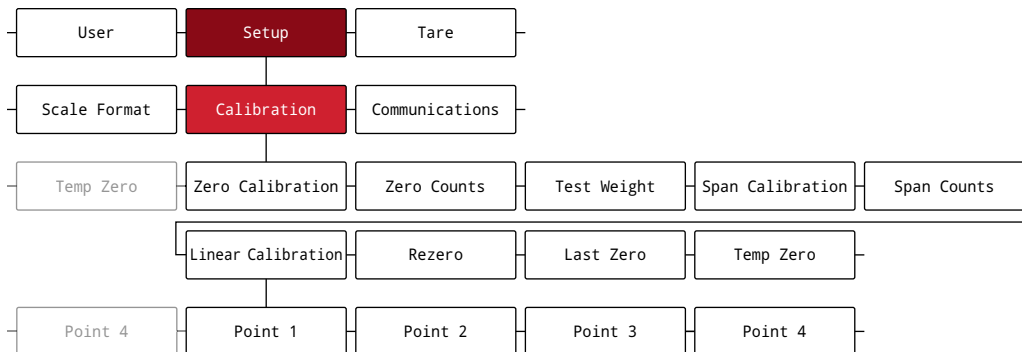 User Setup Tare
Scale Format Calibration Communications
Temp Zero Zero Calibration Zero Counts Test Weight Span Calibration Span Counts
Linear Calibration Rezero Last Zero Temp Zero
Point 4 Point 1 Point 2 Point 3 Point 4